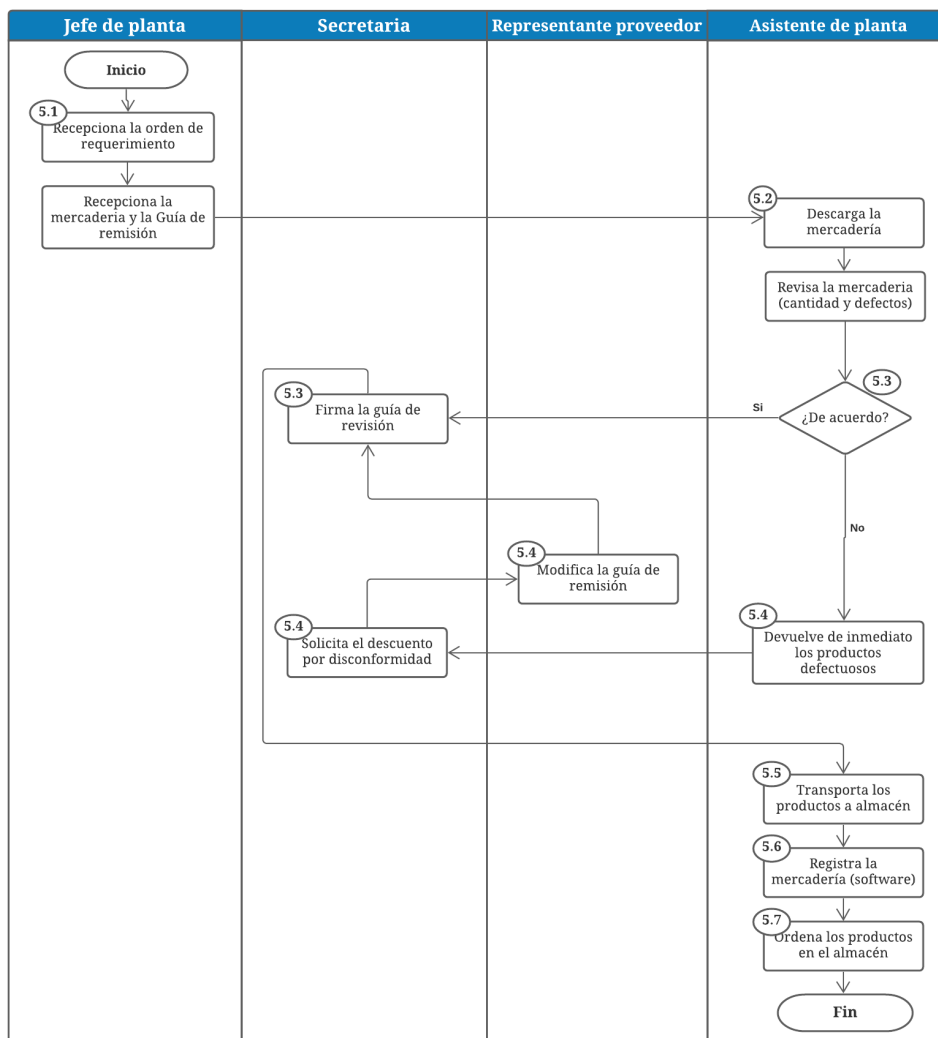 Jefe de planta
Secretaria
Representante proveedor
Asistente de planta
Inicio
5.1
Recepciona la orden de
requerimiento
Recepciona la
mercaderia y la Guía de
remisión
5.2
Descarga la
mercadería
Revisa la mercaderia
(cantidad y defectos)
5.3
¿De acuerdo?
Si
5.3
Firma la guía de
revisión
No
5.4
Modifica la guía de
remisión
5.4
Solicita el descuento
por disconformidad
5.4
Devuelve de inmediato
los productos
defectuosos
5.5
Transporta los
productos a almacén
5.6
Registra la
mercadería (software)
5.7
Ordena los productos
en el almacén
Fin